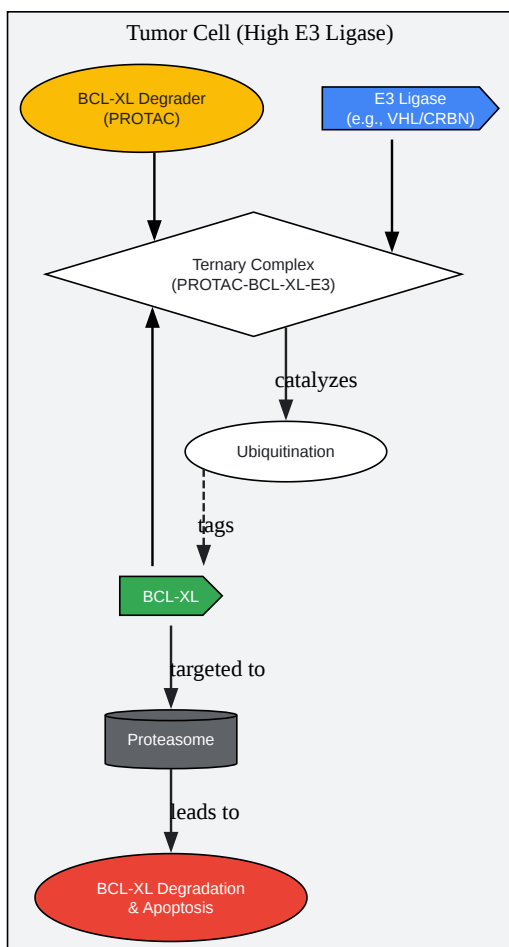 Tumor Cell (High E3 Ligase)
BCL-XL Degrader
(PROTAC)
E3 Ligase
(e.g., VHL/CRBN)
Ternary Complex
(PROTAC-BCL-XL-E3)
catalyzes
Ubiquitination
tags
BCL-XL
targeted to
Proteasome
leads to
BCL-XL Degradation
& Apoptosis